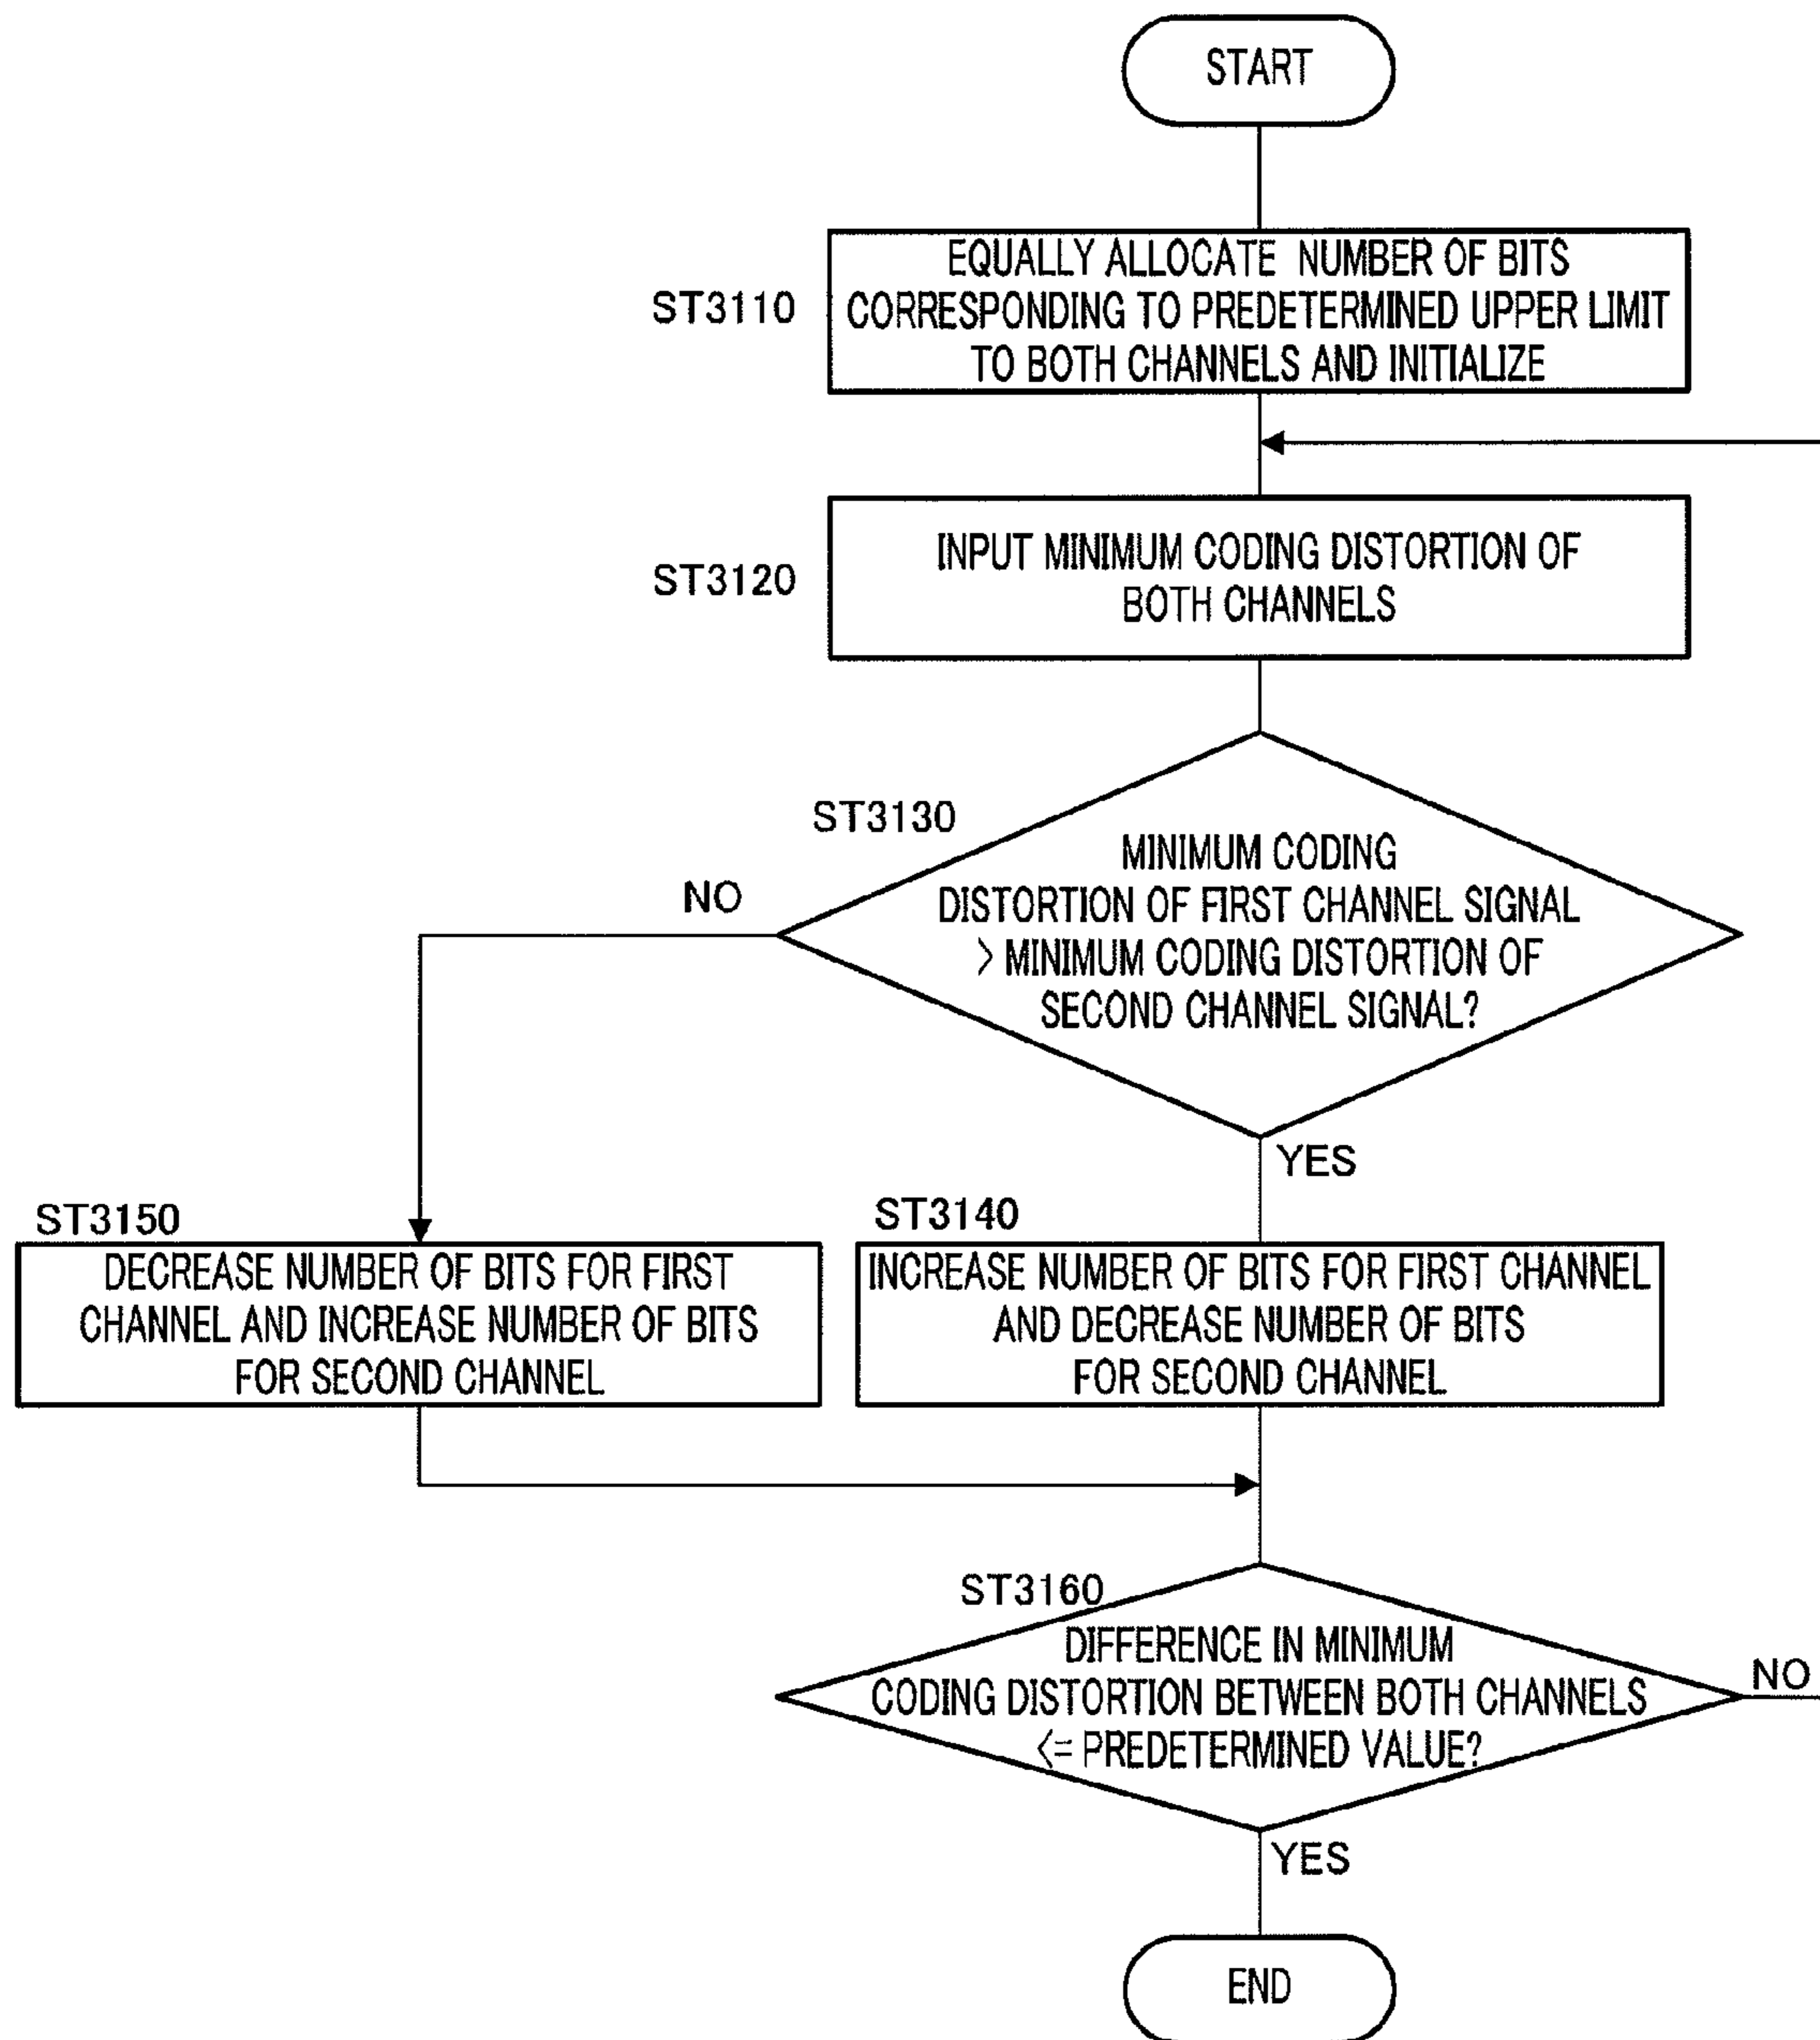 START
ST3110
EQUALLY ALLOCATE NUMBER OF BITS
CORRESPONDING TO PREDETERMINED UPPER LIMIT
TO BOTH CHANNELS AND INITIALIZE
ST3120
INPUT MINIMUM CODING DISTORTION OF
BOTH CHANNELS
ST3130
MINIMUM CODING
DISTORTION OF FIRST CHANNEL SIGNAL
> MINIMUM CODING DISTORTION OF
SECOND CHANNEL SIGNAL?
NO
YES
ST3150
DECREASE NUMBER OF BITS FOR FIRST
CHANNEL AND INCREASE NUMBER OF BITS
FOR SECOND CHANNEL
ST3140
INCREASE NUMBER OF BITS FOR FIRST CHANNEL
AND DECREASE NUMBER OF BITS
FOR SECOND CHANNEL
ST3160
DIFFERENCE IN MINIMUM
CODING DISTORTION BETWEEN BOTH CHANNELS
<= PREDETERMINED VALUE?
NO
YES
END